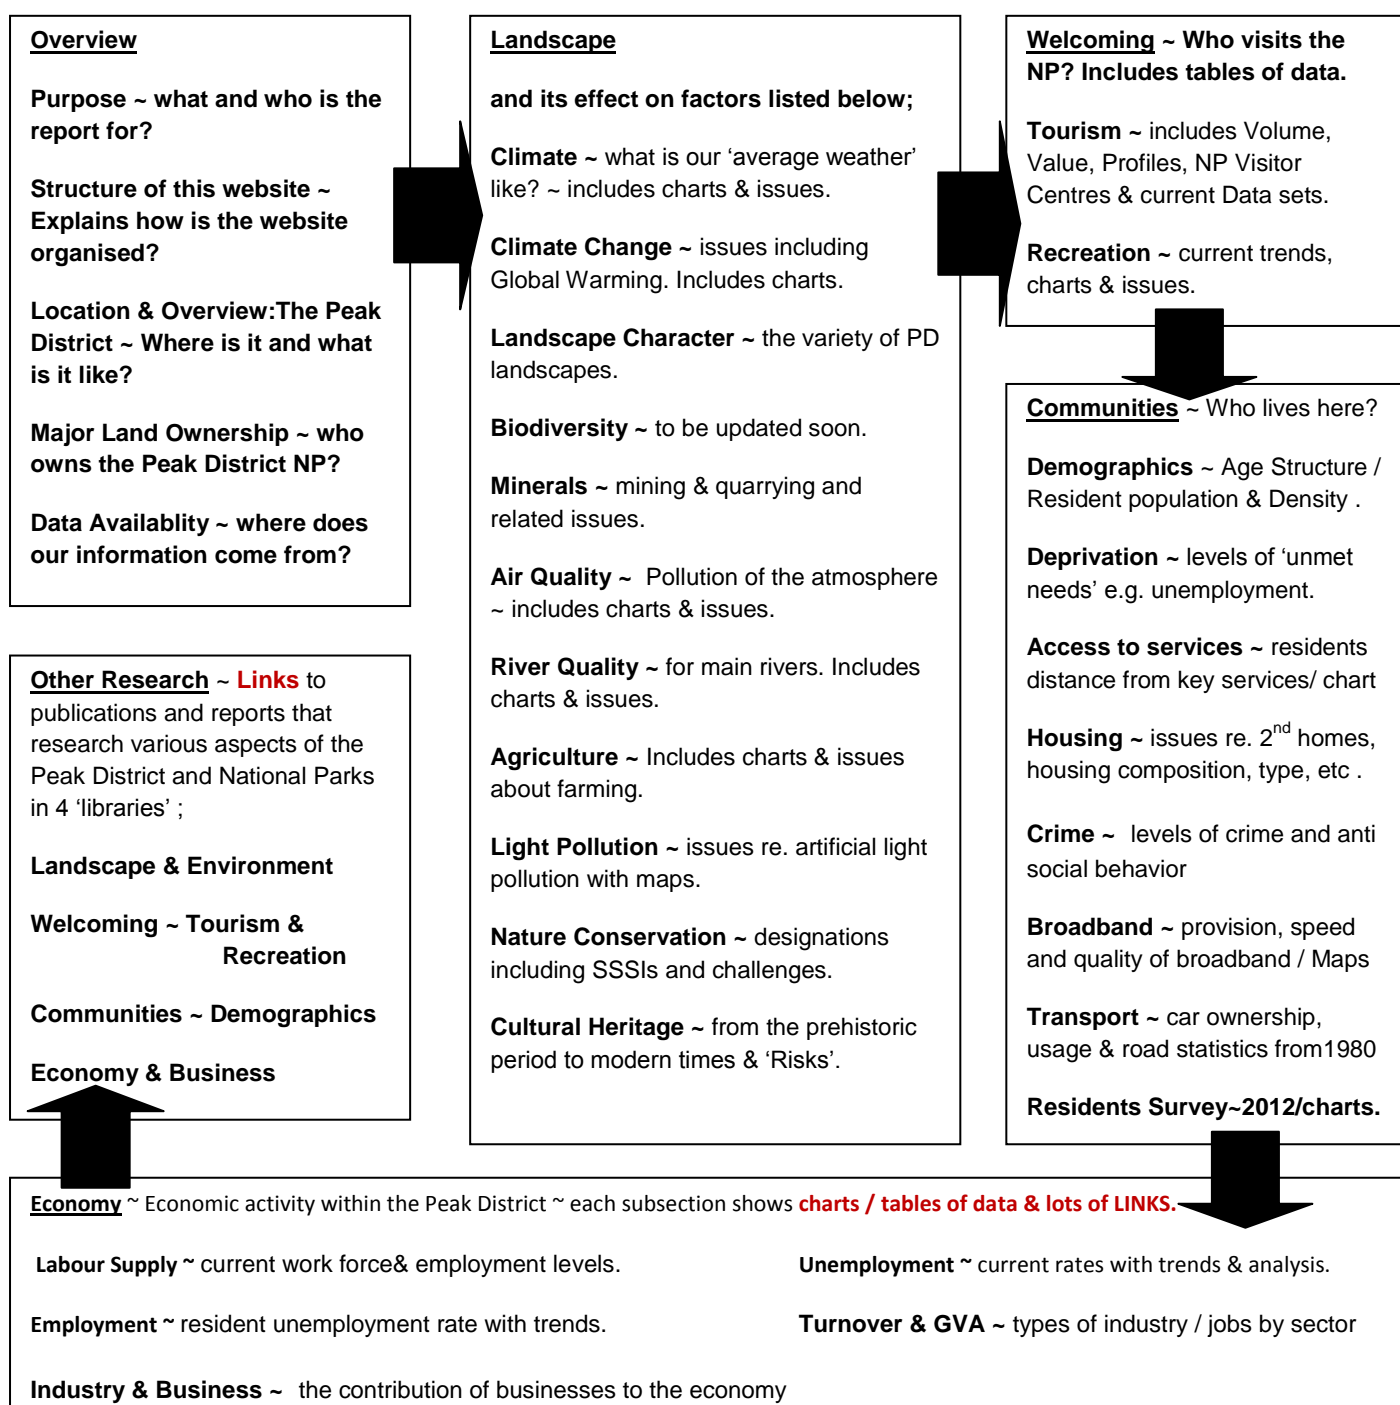 Overview
Purpose ~ what and who is the
report for?
Structure of this website ~
Explains how is the website
organised?
Location & Overview:The Peak
District ~ Where is it and what
is it like?
Major Land Ownership ~ who
owns the Peak District NP?
Data Availablity ~ where does
our information come from?
Landscape
and its effect on factors listed below;
Climate ~ what is our ‘average weather’
like? ~ includes charts & issues.
Climate Change ~ issues including
Global Warming. Includes charts.
Landscape Character ~ the variety of PD
landscapes.
Biodiversity ~ to be updated soon.
Minerals ~ mining & quarrying and
related issues.
Air Quality ~ Pollution of the atmosphere
~ includes charts & issues.
River Quality ~ for main rivers. Includes
charts & issues.
Agriculture ~ Includes charts & issues
about farming.
Light Pollution ~ issues re. artificial light
pollution with maps.
Nature Conservation ~ designations
including SSSIs and challenges.
Cultural Heritage ~ from the prehistoric
period to modern times & ‘Risks’.
Welcoming ~ Who visits the
NP? Includes tables of data.
Tourism ~ includes Volume,
Value, Profiles, NP Visitor
Centres & current Data sets.
Recreation ~ current trends,
charts & issues.
Communities ~ Who lives here?
Demographics ~ Age Structure /
Resident population & Density .
Deprivation ~ levels of ‘unmet
needs’ e.g. unemployment.
Access to services ~ residents
distance from key services/ chart
Housing ~ issues re. 2nd homes,
housing composition, type, etc .
Crime ~ levels of crime and anti
social behavior
Broadband ~ provision, speed
and quality of broadband / Maps
Transport ~ car ownership,
usage & road statistics from1980
Residents Survey~2012/charts.
Economy ~ Economic activity within the Peak District ~ each subsection shows charts / tables of data & lots of LINKS.
Labour Supply ~ current work force& employment levels.
Unemployment ~ current rates with trends & analysis.
Employment ~ resident unemployment rate with trends.
Turnover & GVA ~ types of industry / jobs by sector
Industry & Business ~ the contribution of businesses to the economy
Other Research ~ Links to
publications and reports that
research various aspects of the
Peak District and National Parks
in 4 ‘libraries’ ;
Landscape & Environment
Welcoming ~ Tourism &
Recreation
Communities ~ Demographics
Economy & Business